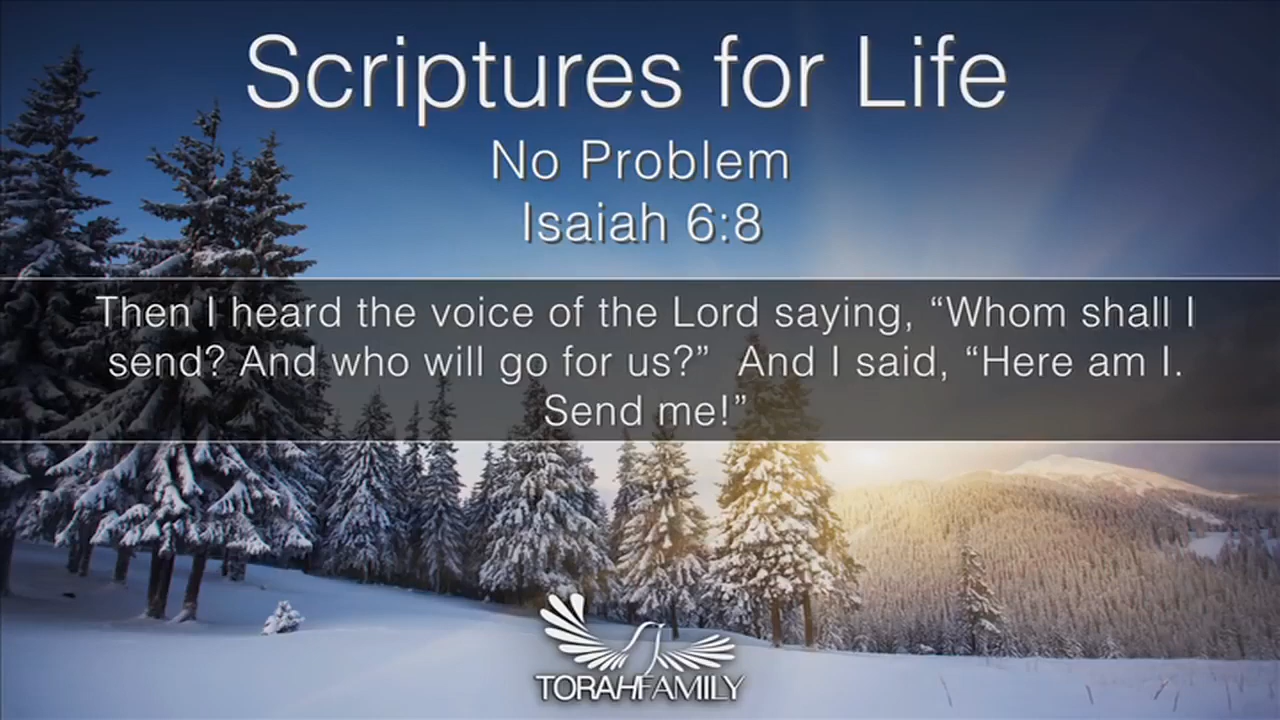 Scriptures for Life
No Problem
Isaiah 6:8
Then I heard the voice of the Lord saying, “Whom shall I
send? And who will go for us?”  And I said, “Here am I.
Send me!”
TORAHFAMILY